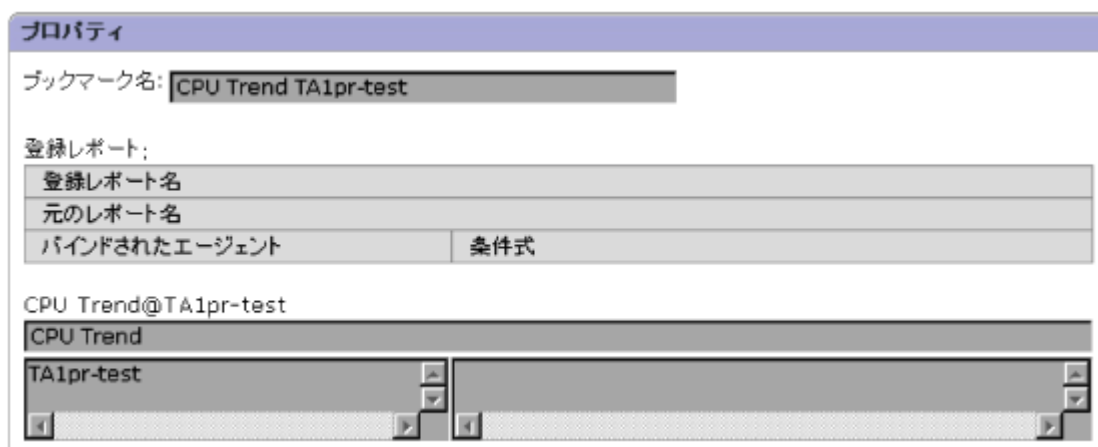 プロパティ
ブックマーク名: CPU Trend TA1pr-test
登録レポート:
登録レポート名
元のレポート名
バインドされたエージェント 条件式
CPU Trend@TA1pr-test
CPU Trend
TA1pr-test